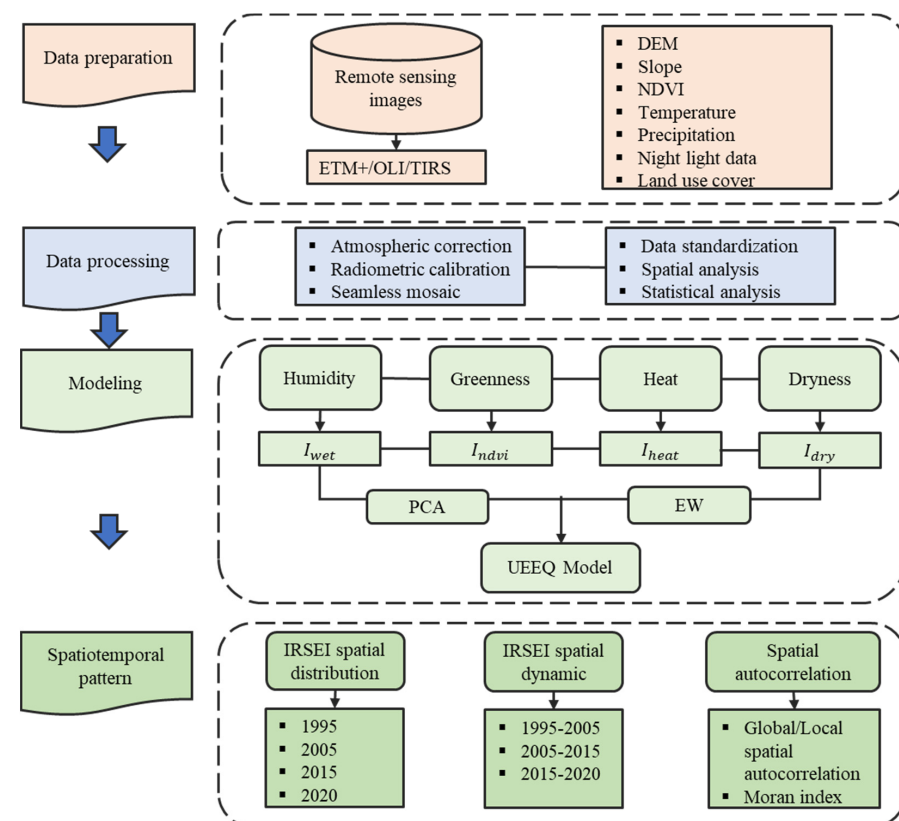 Data preparation
Remote sensing
images
ETM+/OLI/TIRS
▪ DEM
▪ Slope
▪ NDVI
▪ Temperature
▪ Precipitation
▪ Night light data
▪ Land use cover
Data processing
▪ Atmospheric correction
▪ Radiometric calibration
▪ Seamless mosaic
▪ Data standardization
▪ Spatial analysis
▪ Statistical analysis
Modeling
Humidity
Greenness
Heat
Dryness
I_wet
I_ndvi
I_heat
I_dry
PCA
EW
UEEQ Model
Spatiotemporal
pattern
IRSEI spatial
distribution
▪ 1995
▪ 2005
▪ 2015
▪ 2020
IRSEI spatial
dynamic
▪ 1995-2005
▪ 2005-2015
▪ 2015-2020
Spatial
autocorrelation
▪ Global/Local
spatial
autocorrelation
▪ Moran index